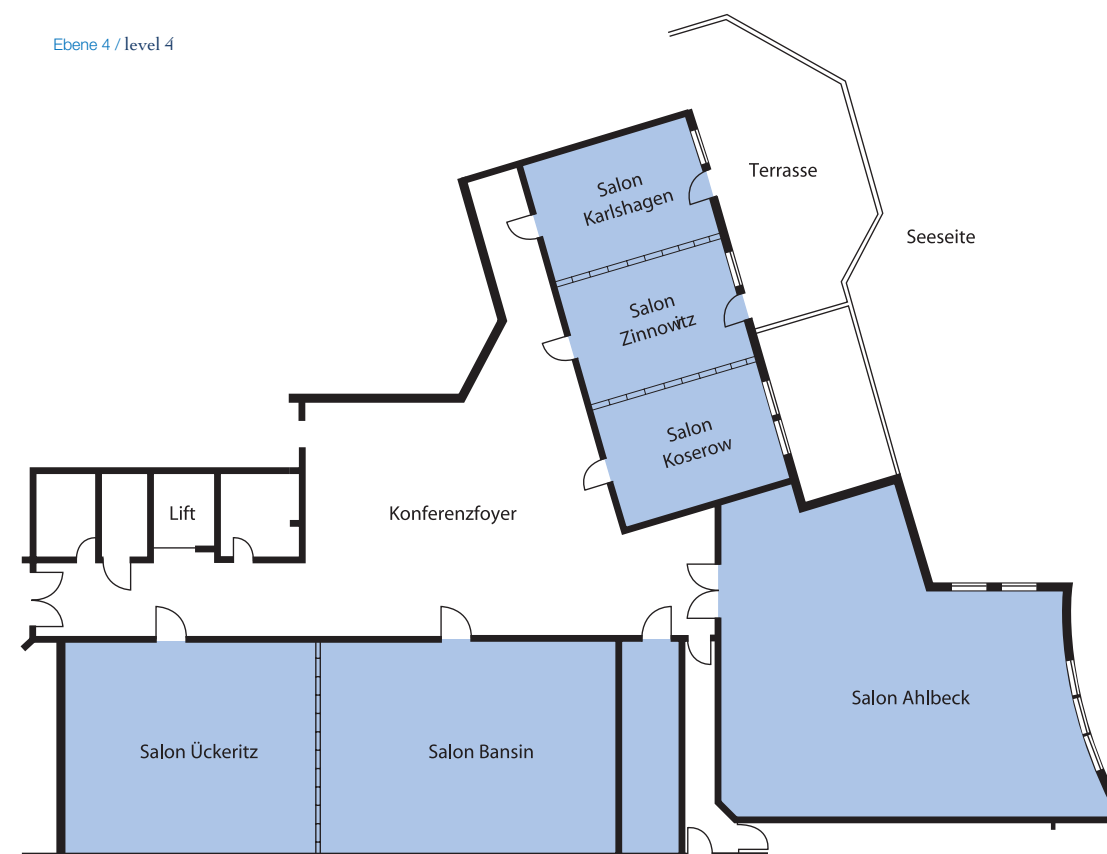 Ebene 4 / level 4
Terrasse
Salon
Karlshagen
Seeseite
Salon
Zinnowitz
Salon
Koserow
Lift
Konferenzfoyer
Salon Ahlbeck
Salon Ückeritz
Salon Bansin